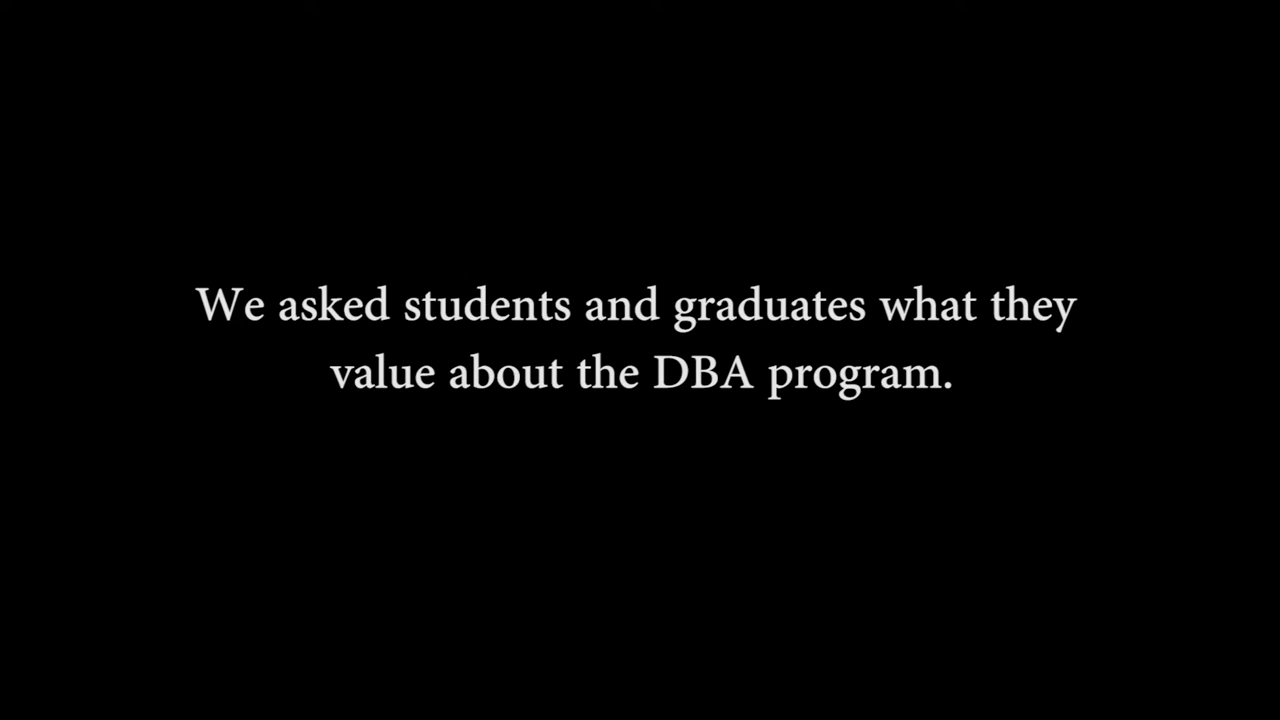 We asked students and graduates what they
value about the DBA program.